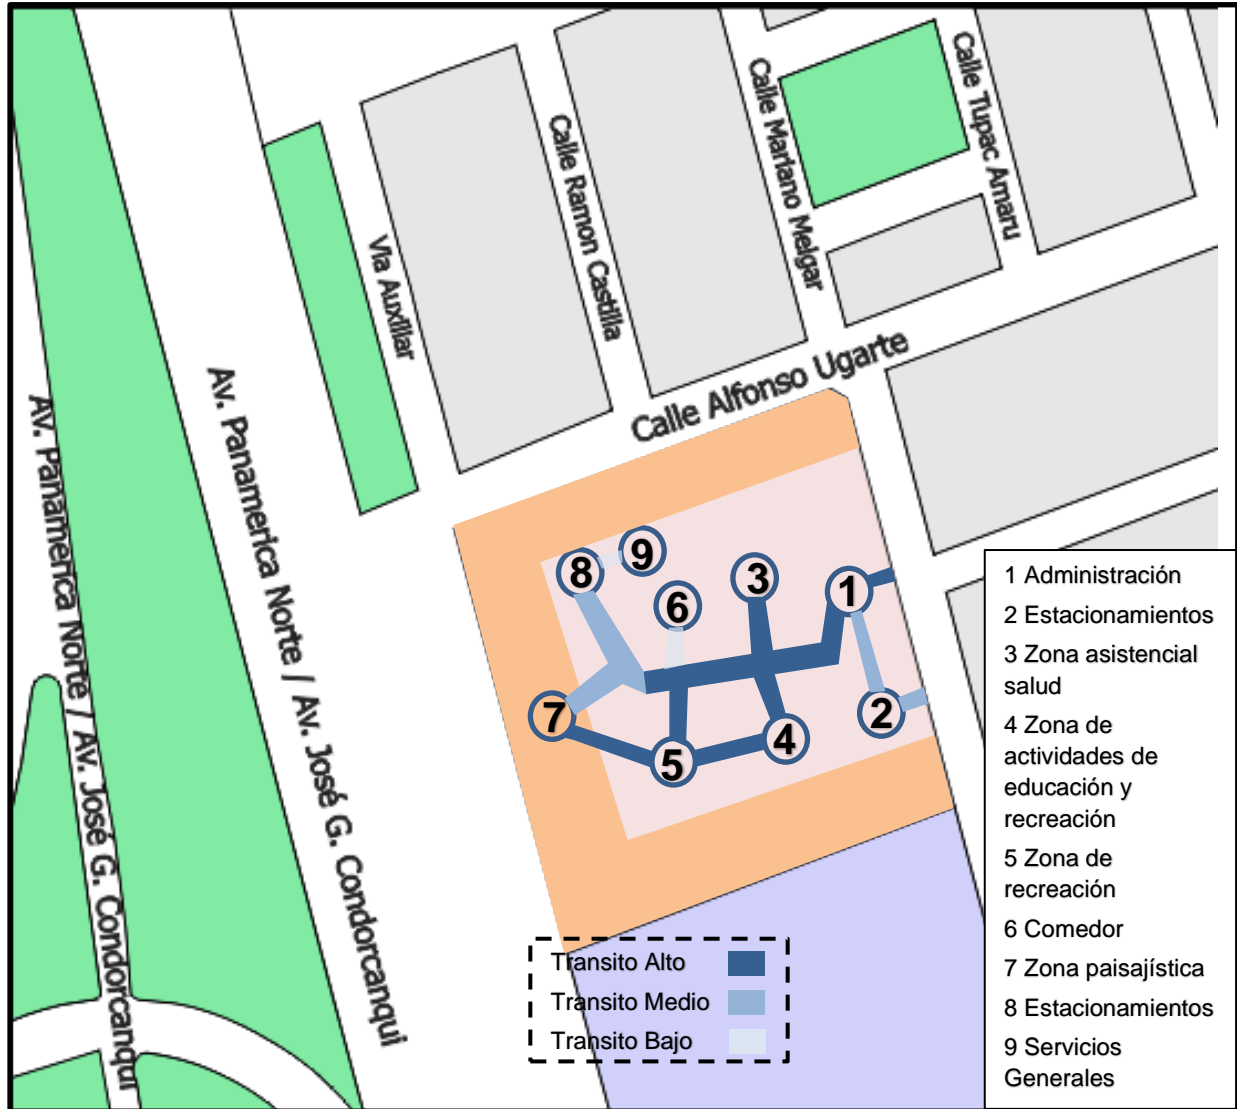 Calle Ramon Castilla
Calle Mariano Melgar
Calle Tupac Amaru
Vía Auxiliar
Calle Alfonso Ugarte
Av. Panamerica Norte / Av. José G. Condorcanqui
Av. Panamerica Norte / Av. José G. Condorcanqui
9
8
3
1
6
7
2
4
5
1 Administración
2 Estacionamientos
3 Zona asistencial
salud
4 Zona de
actividades de
educación y
recreación
5 Zona de
recreación
6 Comedor
7 Zona paisajística
8 Estacionamientos
9 Servicios
Generales
Transito Alto
Transito Medio
Transito Bajo